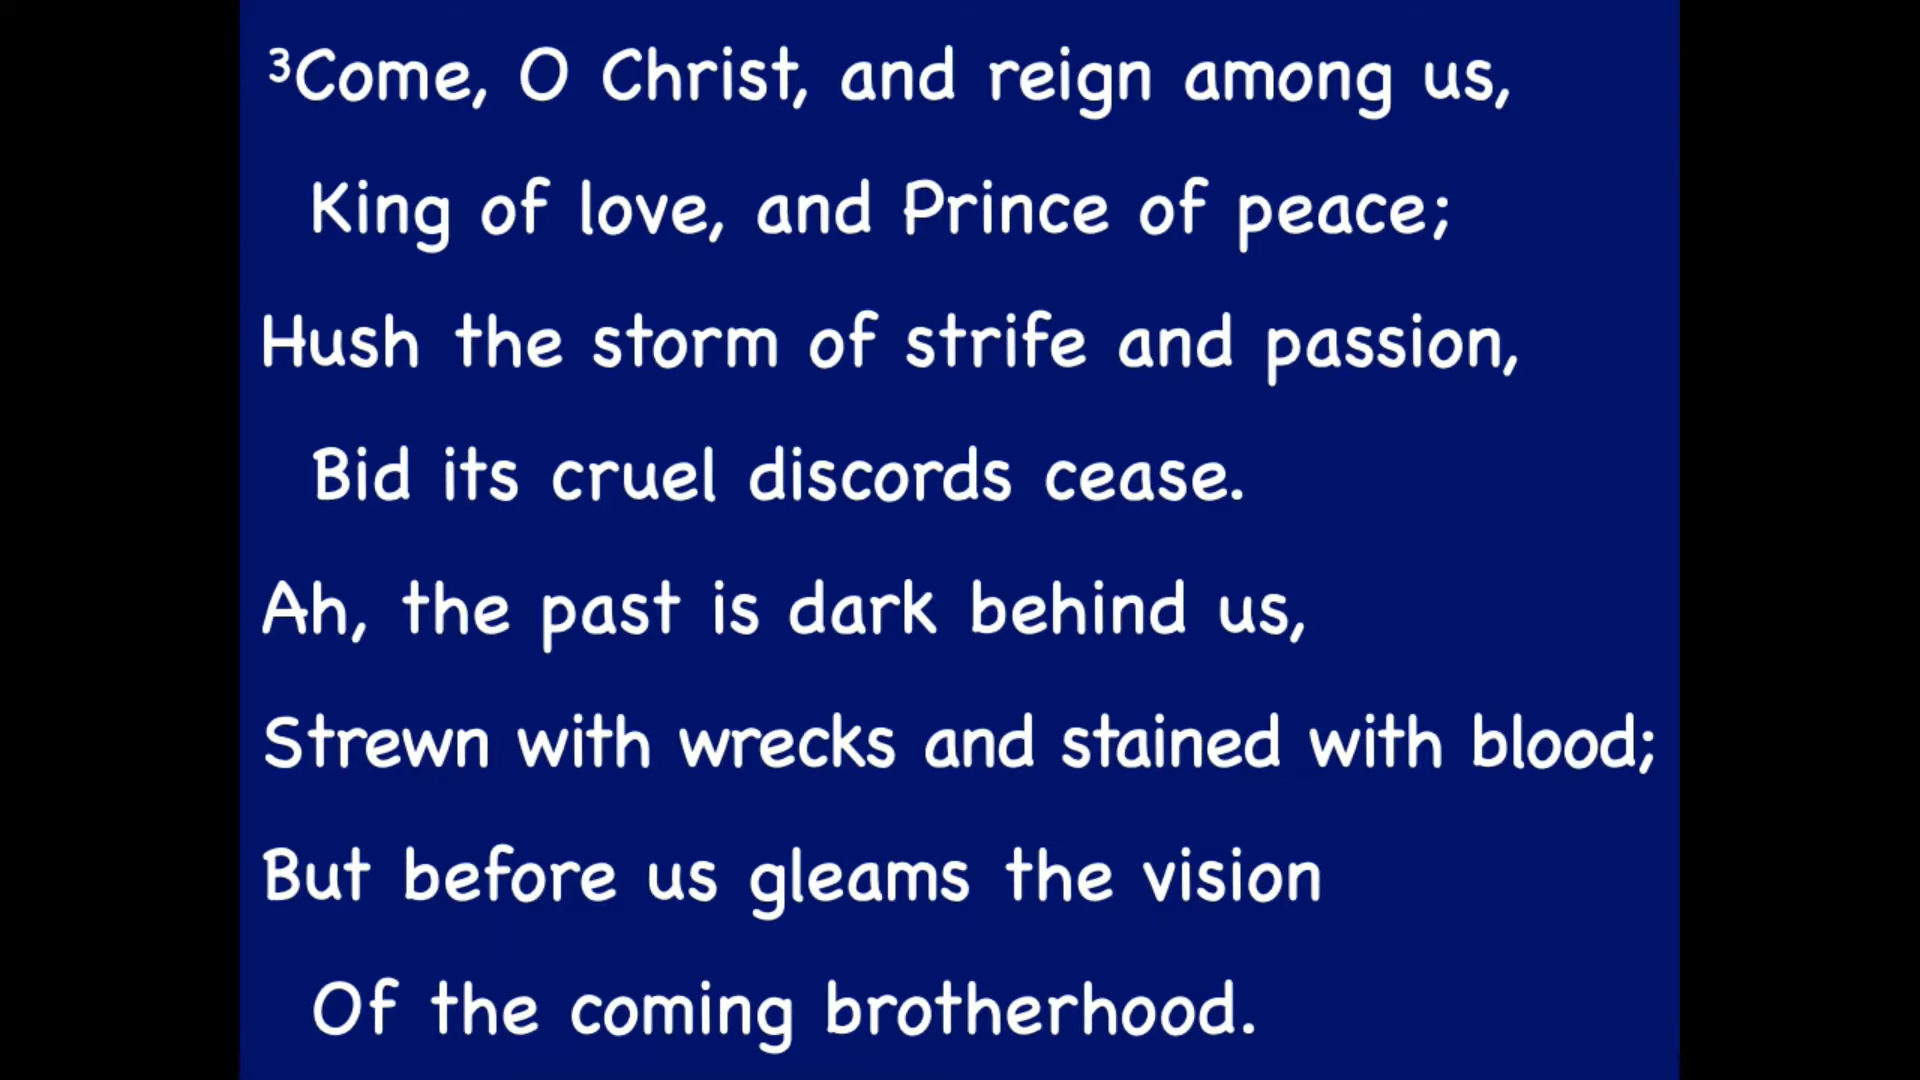 ³Come, O Christ, and reign among us,
King of love, and Prince of peace;
Hush the storm of strife and passion,
Bid its cruel discords cease.
Ah, the past is dark behind us,
Strewn with wrecks and stained with blood;
But before us gleams the vision
Of the coming brotherhood.